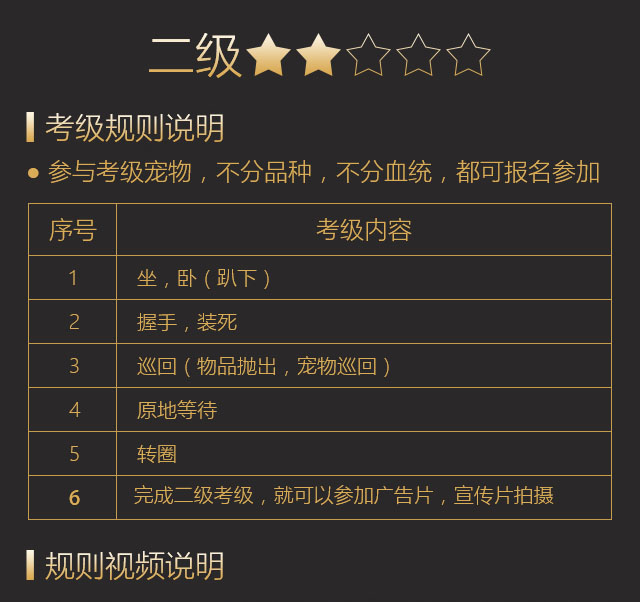 二级
考级规则说明
参与考级宠物，不分品种，不分血统，都可报名参加
序号 考级内容
1 坐，卧（趴下）
2 握手，装死
3 巡回（物品抛出，宠物巡回）
4 原地等待
5 转圈
6 完成二级考级，就可以参加广告片，宣传片拍摄
规则视频说明